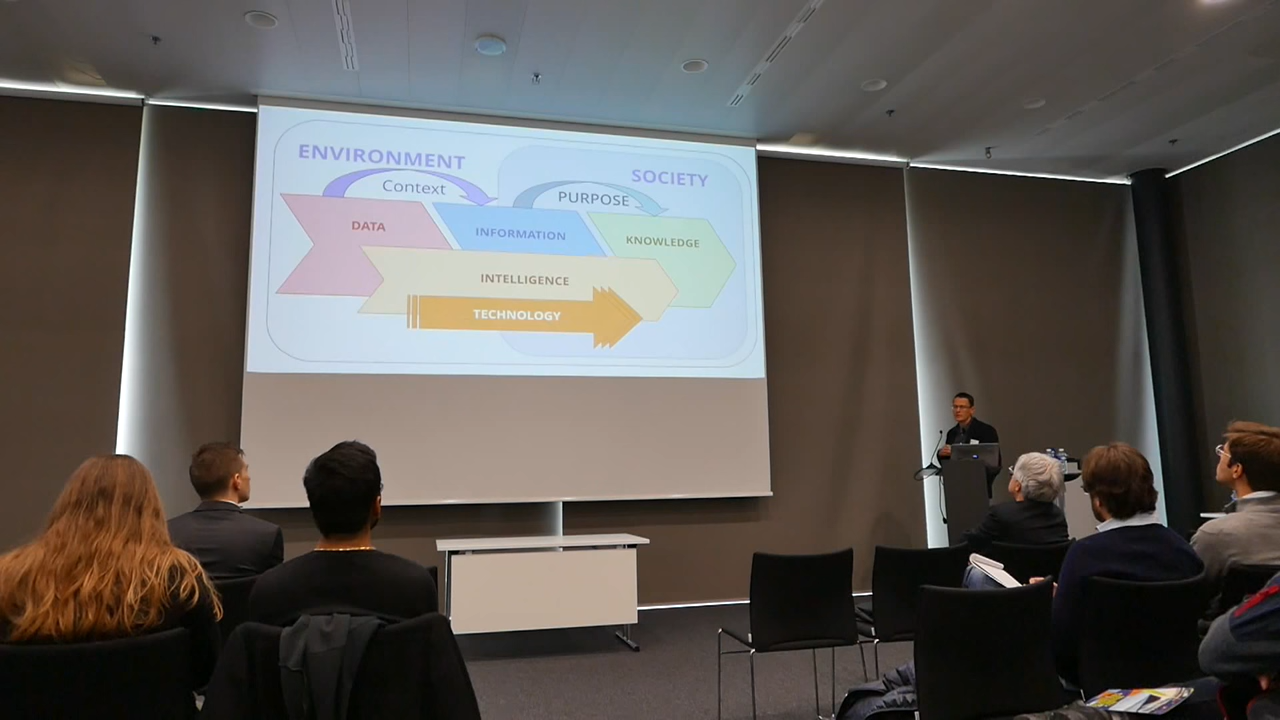 ENVIRONMENT
SOCIETY
Context
PURPOSE
DATA
INFORMATION
KNOWLEDGE
INTELLIGENCE
TECHNOLOGY